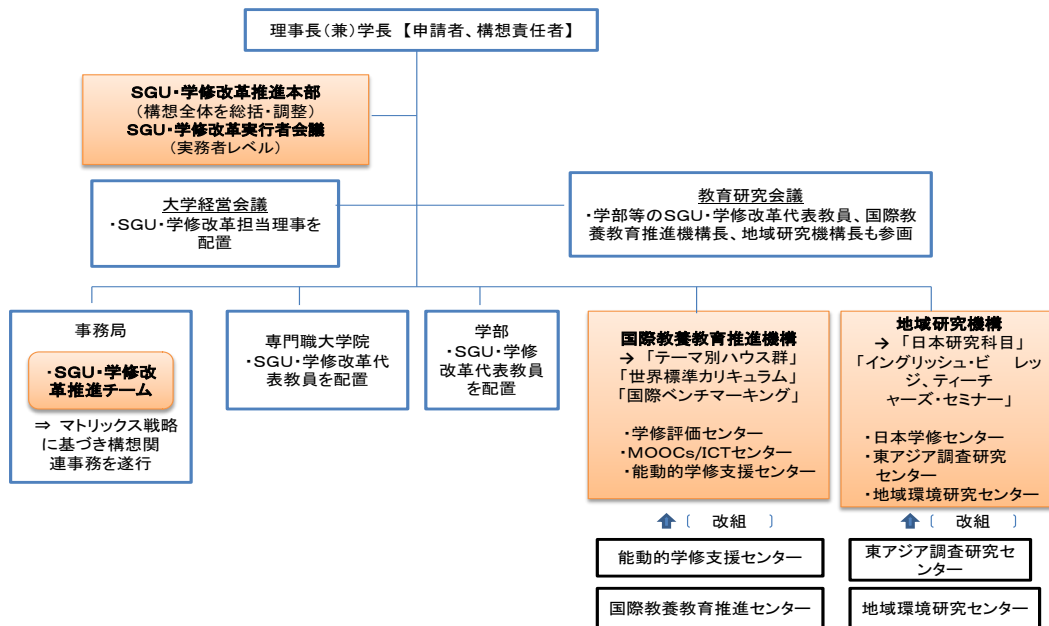 理事長（兼）学長 【申請者、構想責任者】
SGU・学修改革推進本部
（構想全体を総括・調整）
SGU・学修改革実行者会議
（実務者レベル）
大学経営会議
・SGU・学修改革担当理事を
配置
教育研究会議
・学部等のSGU・学修改革代表教員、国際教
養教育推進機構長、地域研究機構長も参画
事務局
・SGU・学修改
革推進チーム
⇒ マトリックス戦略
に基づき構想関
連事務を遂行
専門職大学院
・SGU・学修改革代
表教員を配置
学部
・SGU・学修
改革代表教員
を配置
国際教養教育推進機構
→ 「テーマ別ハウス群」
「世界標準カリキュラム」
「国際ベンチマーキング」
・学修評価センター
・MOOCs/ICTセンター
・能動的学修支援センター
地域研究機構
→ 「日本研究科目」
「イングリッシュ・ビ レッ
ジ、ティーチ
ャーズ・セミナー」
・日本学修センター
・東アジア調査研究
センター
・地域環境研究センター
〔 改組 〕
能動的学修支援センター
国際教養教育推進センター
〔 改組 〕
東アジア調査研究セ
ンター
地域環境研究センター